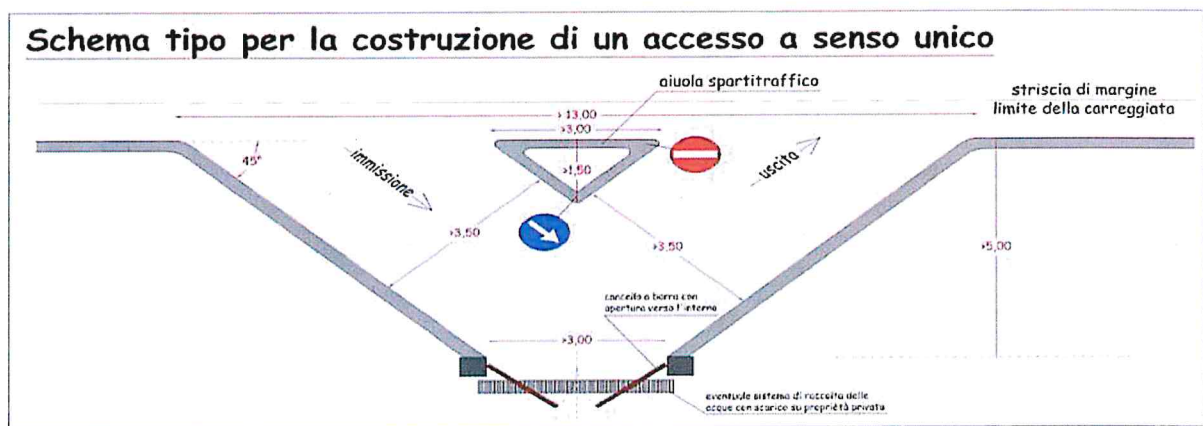 Schema tipo per la costruzione di un accesso a senso unico
aiuola spartitraffico
striscia di margine
limite della carreggiata
>13,00
>3,00
45°
immissione
>1,50
uscita
>3,50
>3,50
>5,00
cancello o barra con
apertura verso l'interno
>3,00
eventuale sistema di raccolta delle
acque con scarico su proprietà privata